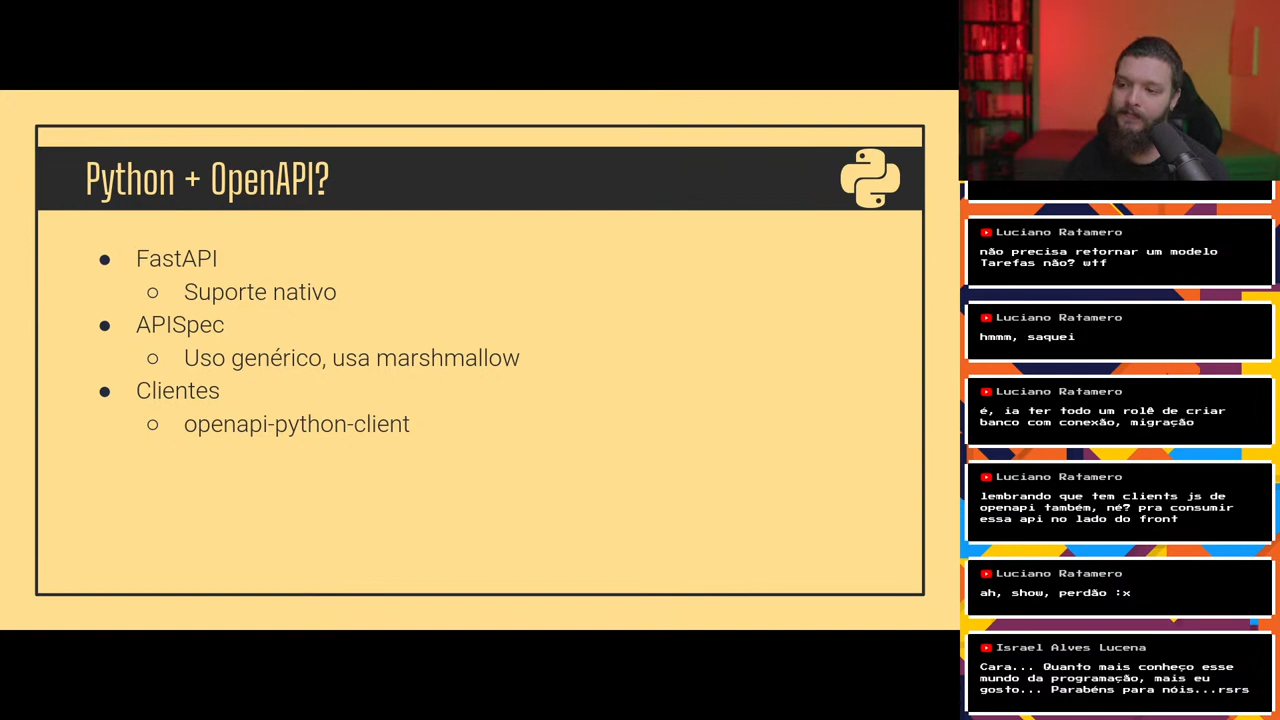 Python + OpenAPI?
FastAPI
Suporte nativo
APISpec
Uso genérico, usa marshmallow
Clientes
openapi-python-client
Luciano Ratamero
não precisa retornar um modelo
Tarefas não? wtf
Luciano Ratamero
hmmm, saquei
Luciano Ratamero
é, ia ter todo um rolê de criar
banco com conexão, migração
Luciano Ratamero
lembrando que tem clients js de
openapi também, né? pra consumir
essa api no lado do front
Luciano Ratamero
ah, show, perdão :x
Israel Alves Lucena
Cara... Quanto mais conheço esse
mundo da programação, mais eu
gosto... Parabéns para nóis...rsrs